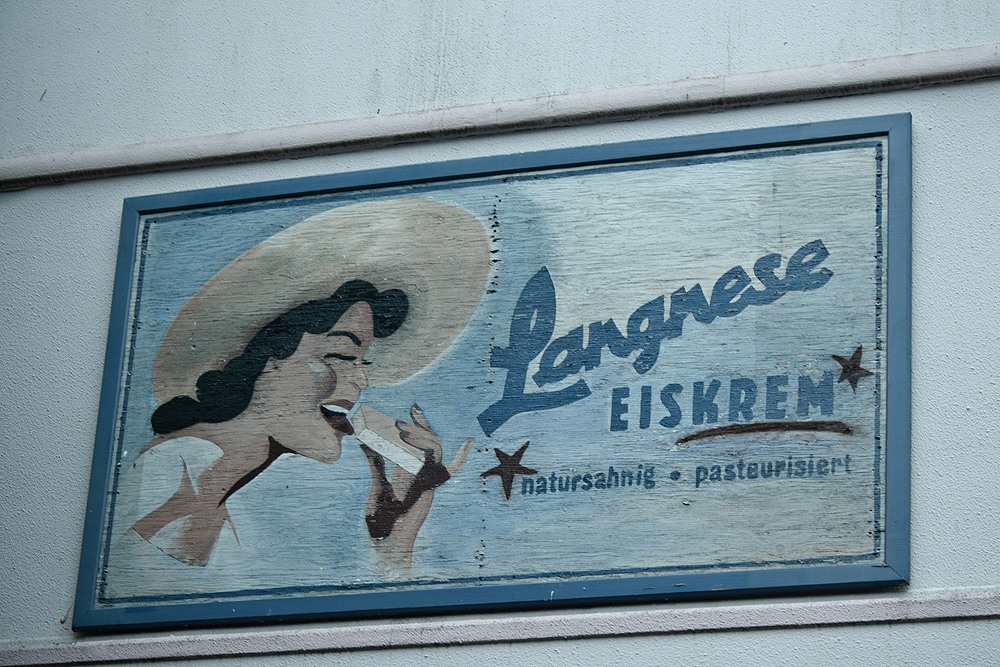 Langnese
EISKREM
natursahnig • pasteurisiert